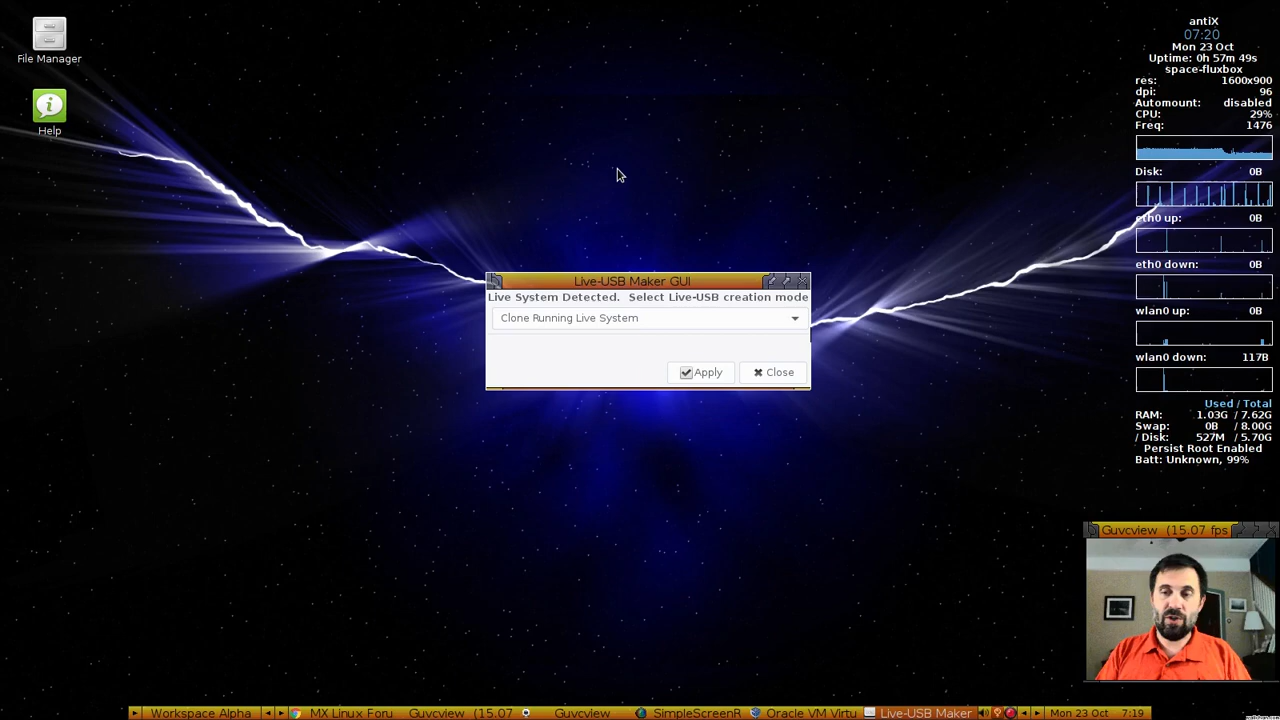 File Manager
Help
antiX
07:20
Mon 23 Oct
Uptime: 0h 57m 49s
space-fluxbox
res: 1600x900
dpi: 96
Automount: disabled
CPU: 29%
Freq: 1476
Disk: 0B
eth0 up: 0B
eth0 down: 0B
wlan0 up: 0B
wlan0 down: 117B
Used / Total
RAM: 1.03G / 7.62G
Swap: 0B / 8.00G
/ Disk: 527M / 5.70G
Persist Root Enabled
Batt: Unknown, 99%
Live-USB Maker GUI
Live System Detected. Select Live-USB creation mode
Clone Running Live System
Apply
Close
Guvcview (15.07 fps
Workspace Alpha MX Linux Foru Guvcview (15.07 Guvcview SimpleScreenR Oracle VM Virtu Live-USB Maker Mon 23 Oct 7:19